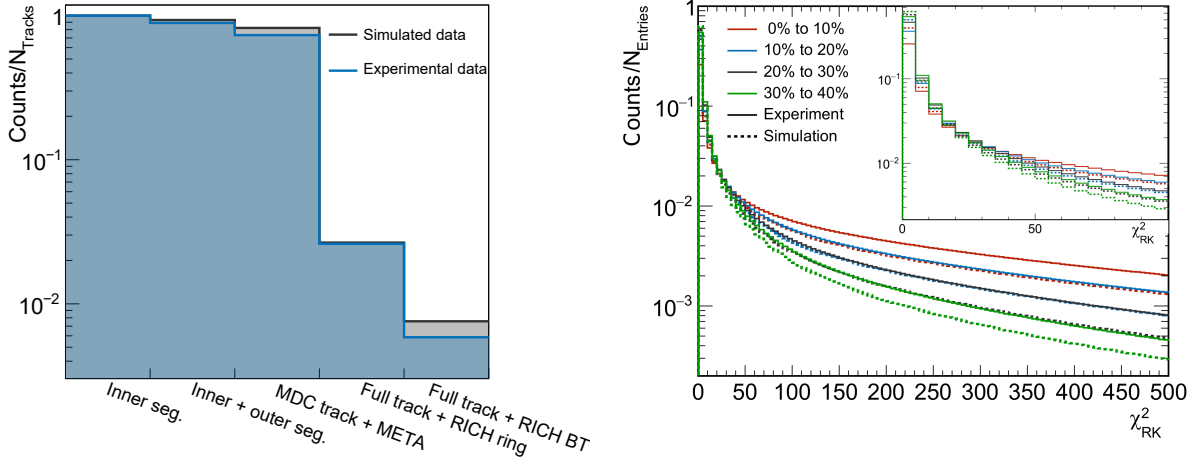 Counts/N_Tracks
1
10⁻¹
10⁻²
Simulated data
Experimental data
Inner seg.
Inner + outer seg.
MDC track + META
Full track + RICH ring
Full track + RICH BT
Counts/N_Entries
1
10⁻¹
10⁻²
10⁻³
0% to 10%
10% to 20%
20% to 30%
30% to 40%
Experiment
Simulation
10⁻¹
10⁻²
0 50 χ²_RK
0 50 100 150 200 250 300 350 400 450 500
χ²_RK